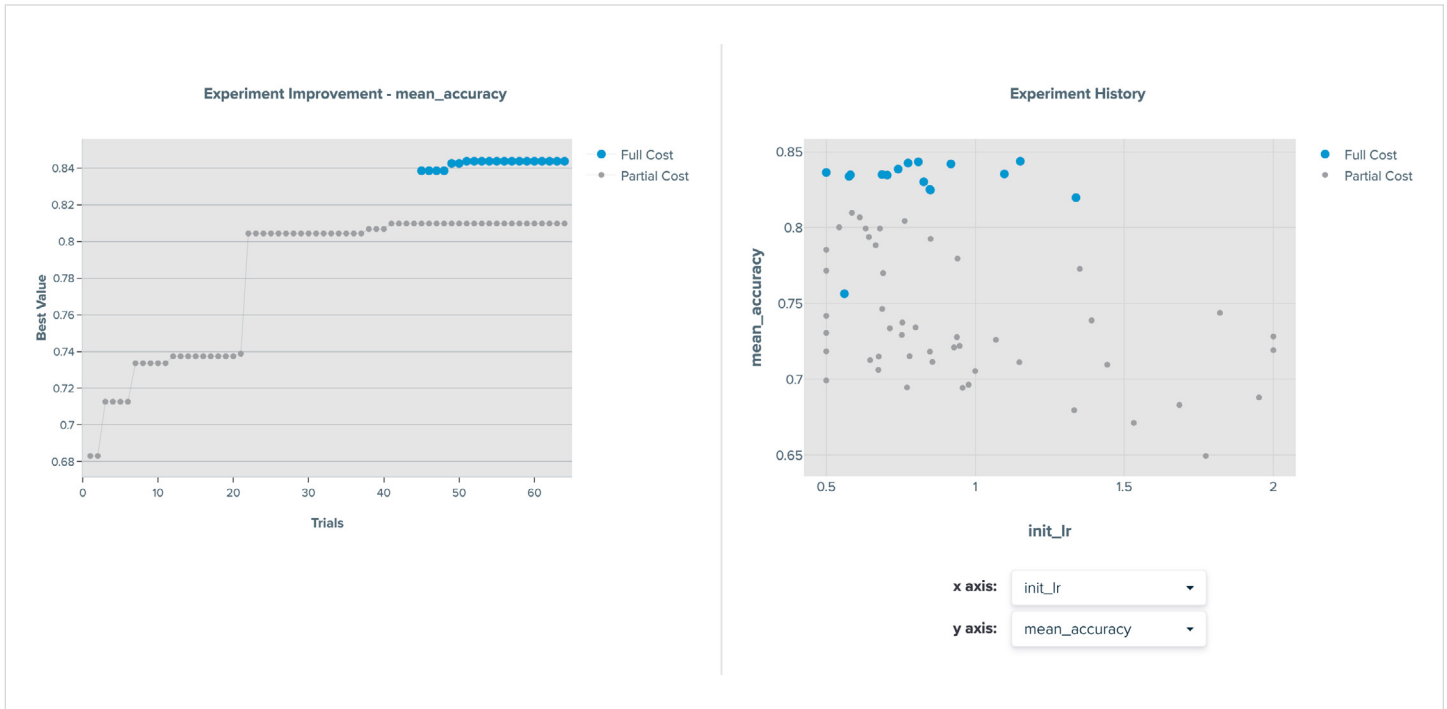 Experiment Improvement - mean_accuracy
Full Cost
Partial Cost
0.84
0.82
0.8
0.78
0.76
0.74
0.72
0.7
0.68
Best Value
0
10
20
30
40
50
60
Trials
Experiment History
Full Cost
Partial Cost
0.85
0.8
0.75
0.7
0.65
mean_accuracy
0.5
1
1.5
2
init_lr
x axis: init_lr
y axis: mean_accuracy